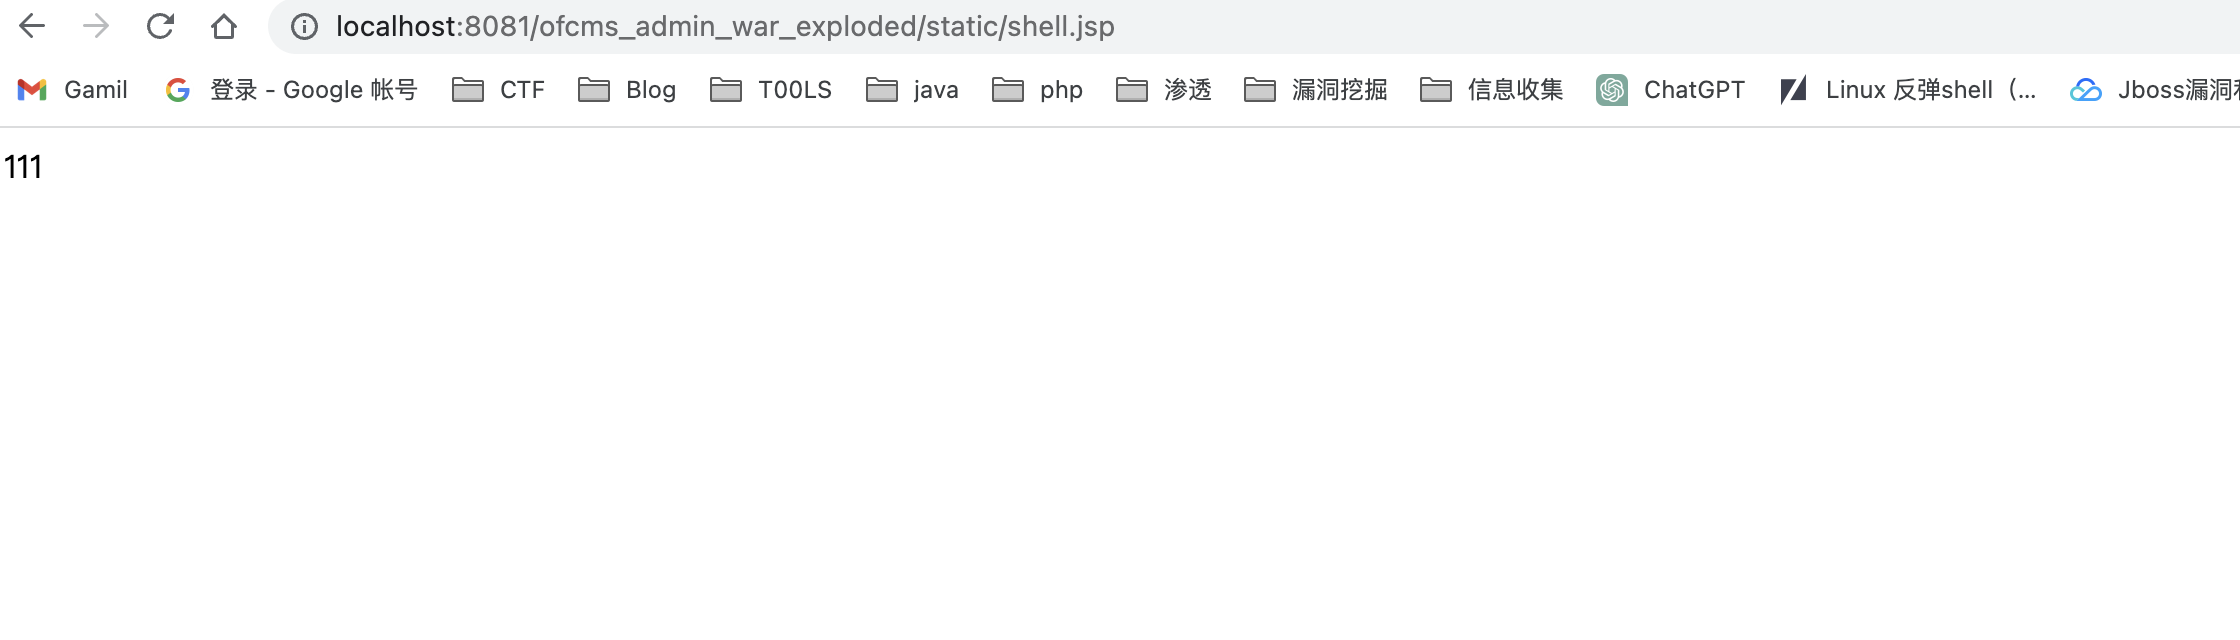 localhost:8081/ofcms_admin_war_exploded/static/shell.jsp
Gamil 登录 - Google 帐号 CTF Blog T00LS java php 渗透 漏洞挖掘 信息收集 ChatGPT Linux 反弹shell（... Jboss漏洞
111